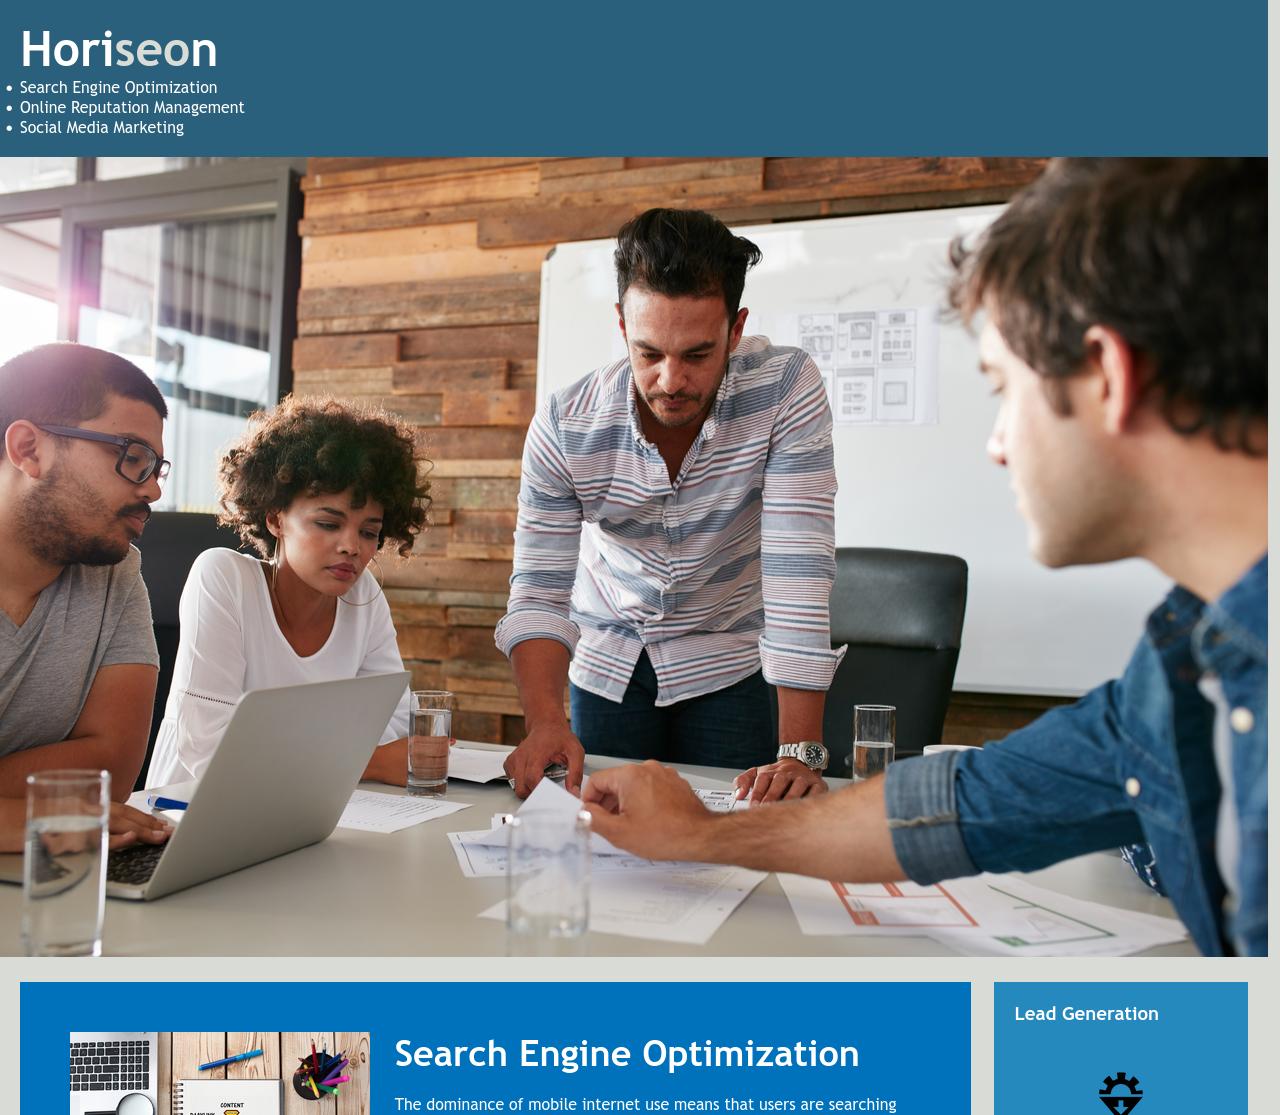 Horiseon
Search Engine Optimization
Online Reputation Management
Social Media Marketing
Search Engine Optimization
The dominance of mobile internet use means that users are searching
Lead Generation
CONTENT